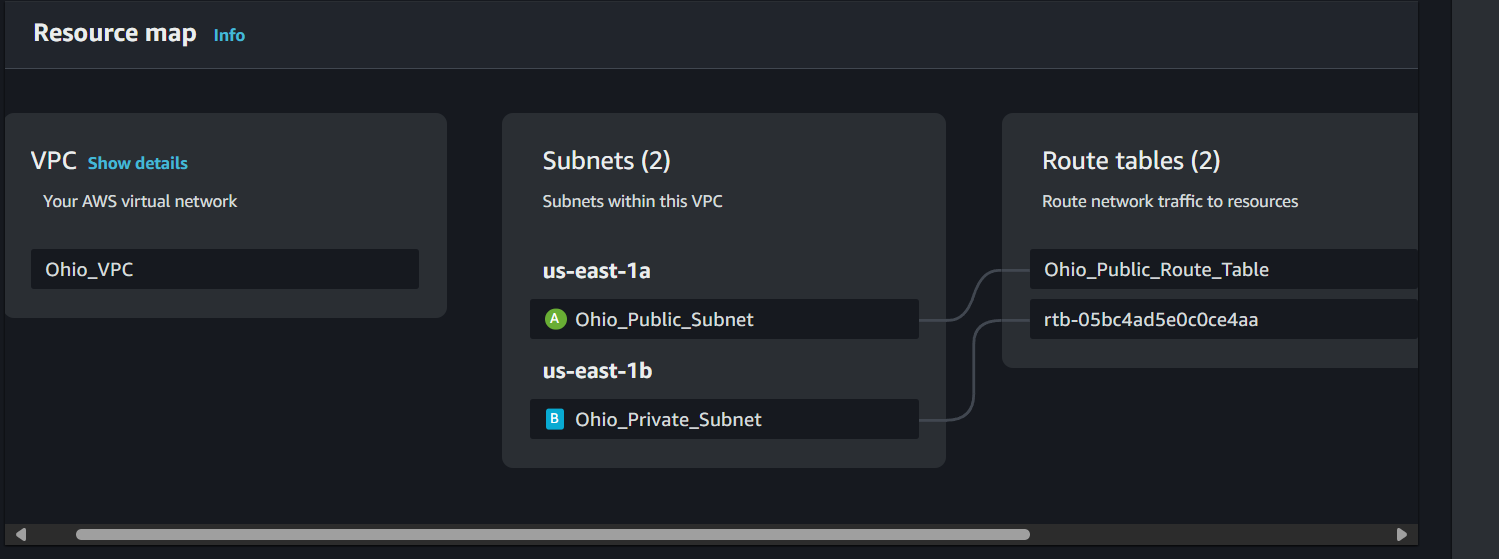 Resource map Info
VPC Show details
Your AWS virtual network
Ohio_VPC
Subnets (2)
Subnets within this VPC
us-east-1a
A Ohio_Public_Subnet
us-east-1b
B Ohio_Private_Subnet
Route tables (2)
Route network traffic to resources
Ohio_Public_Route_Table
rtb-05bc4ad5e0c0ce4aa